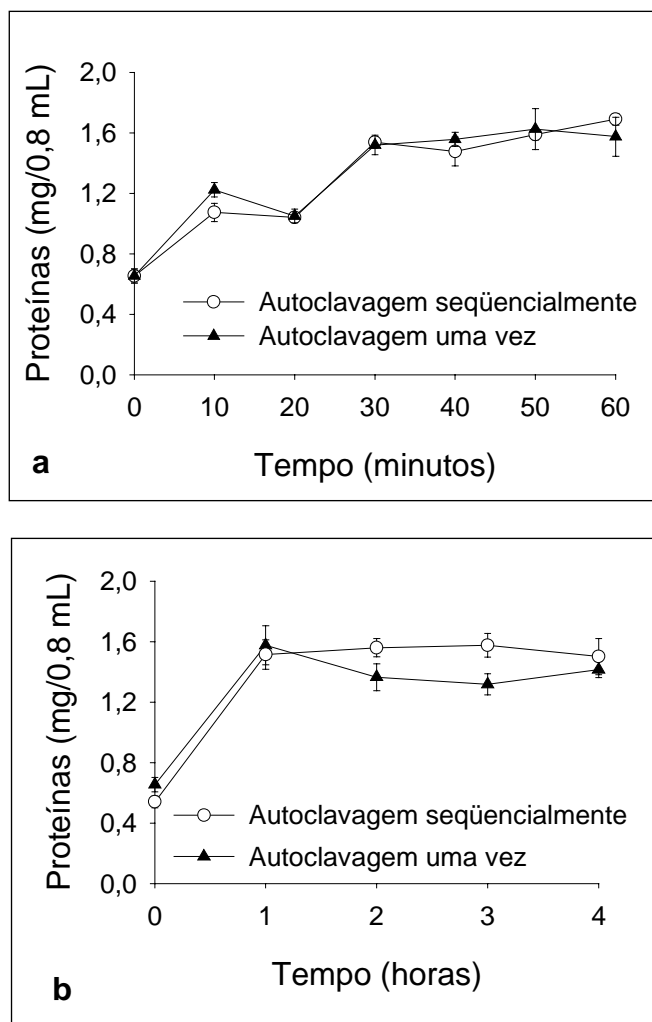 2,0
1,6
1,2
0,8
0,4
0,0
Proteínas (mg/0,8 mL)
Autoclavagem seqüencialmente
Autoclavagem uma vez
0 10 20 30 40 50 60
Tempo (minutos)
a
2,0
1,6
1,2
0,8
0,4
0,0
Proteínas (mg/0,8 mL)
Autoclavagem seqüencialmente
Autoclavagem uma vez
0 1 2 3 4
Tempo (horas)
b